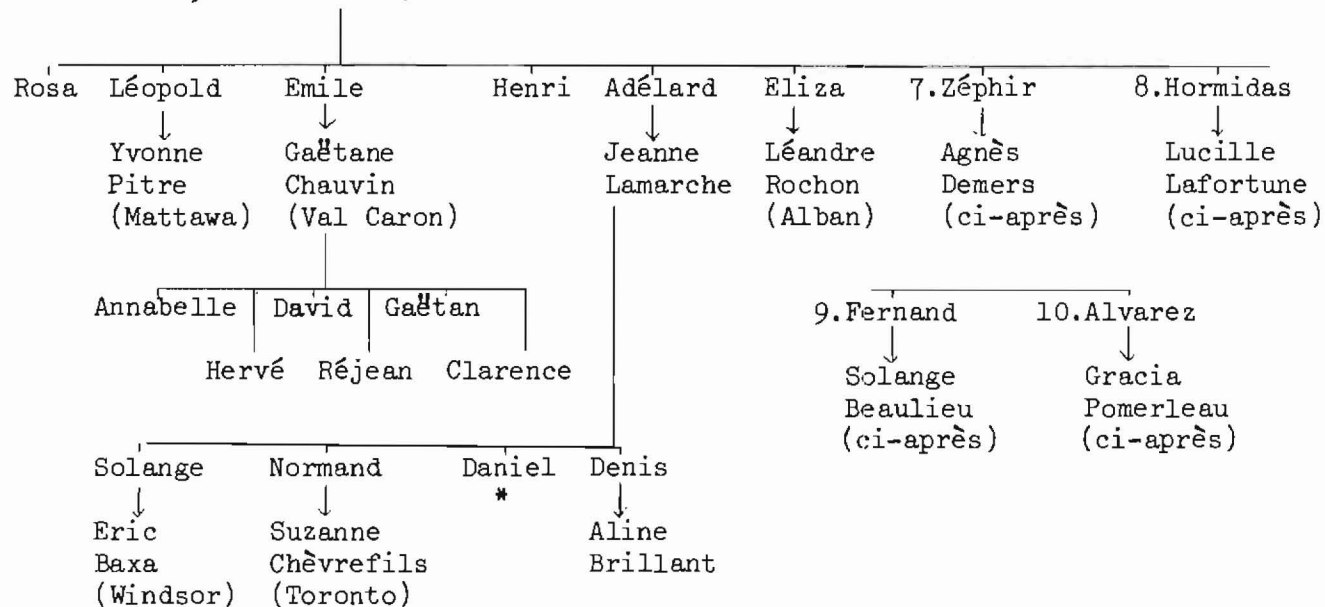 Rosa Léopold Emile Henri Adélard Eliza 7.Zéphir 8.Hormidas
Yvonne Gaëtane Jeanne Léandre Agnès Lucille
Pitre Chauvin Lamarche Rochon Demers Lafortune
(Mattawa) (Val Caron) (Alban) (ci-après) (ci-après)
Annabelle David Gaëtan 9.Fernand 10.Alvarez
Hervé Réjean Clarence
Solange Gracia
Beaulieu Pomerleau
(ci-après) (ci-après)
Solange Normand Daniel Denis
*
Eric Suzanne Aline
Baxa Chèvrefils Brillant
(Windsor) (Toronto)